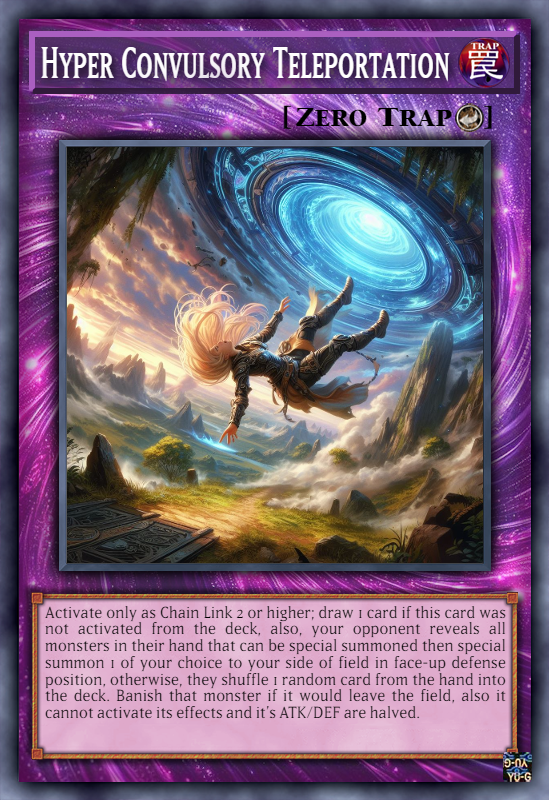 HYPER CONVULSORY TELEPORTATION
TRAP
罠
[ZERO TRAP]
Activate only as Chain Link 2 or higher; draw 1 card if this card was
not activated from the deck, also, your opponent reveals all
monsters in their hand that can be special summoned then special
summon 1 of your choice to your side of field in face-up defense
position, otherwise, they shuffle 1 random card from the hand into
the deck. Banish that monster if it would leave the field, also it
cannot activate its effects and it's ATK/DEF are halved.
YU-G
YU-G